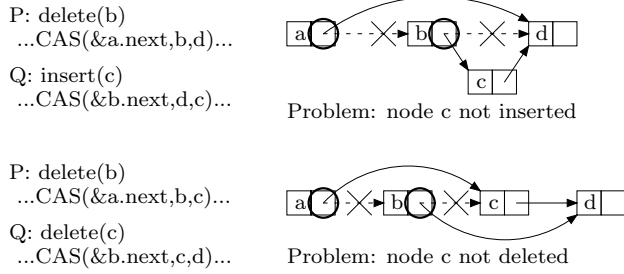 P: delete(b)
...CAS(&a.next,b,d)...
Q: insert(c)
...CAS(&b.next,d,c)...
a b d
c
Problem: node c not inserted
P: delete(b)
...CAS(&a.next,b,c)...
Q: delete(c)
...CAS(&b.next,c,d)...
a b c d
Problem: node c not deleted